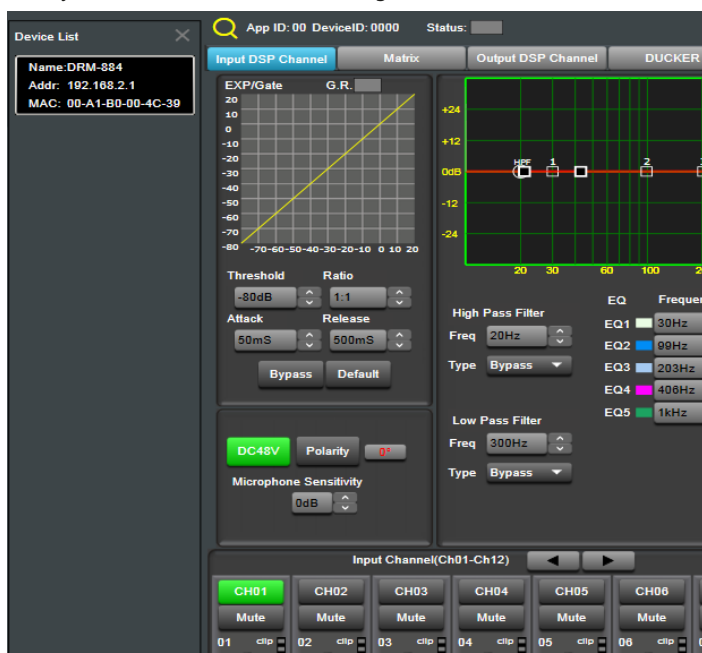 Device List
Name:DRM-884
Addr: 192.168.2.1
MAC: 00-A1-B0-00-4C-39
App ID: 00 DeviceID: 0000 Status:
Input DSP Channel
Matrix
Output DSP Channel
DUCKER
EXP/Gate G.R.
20
10
0
-10
-20
-30
-40
-50
-60
-70
-80 -70-60-50-40-30-20-10 0 10 20
Threshold Ratio
-80dB 1:1
Attack Release
50mS 500mS
Bypass Default
DC48V Polarity 0°
Microphone Sensitivity
0dB
+24
+12
0dB
-12
-24
HPF 1 2
20 30 60 100
High Pass Filter
Freq 20Hz
Type Bypass
Low Pass Filter
Freq 300Hz
Type Bypass
EQ
EQ1 30Hz
EQ2 99Hz
EQ3 203Hz
EQ4 406Hz
EQ5 1kHz
Input Channel(Ch01-Ch12)
CH01 CH02 CH03 CH04 CH05 CH06
Mute Mute Mute Mute Mute Mute
01 clip 02 clip 03 clip 04 clip 05 clip 06 clip